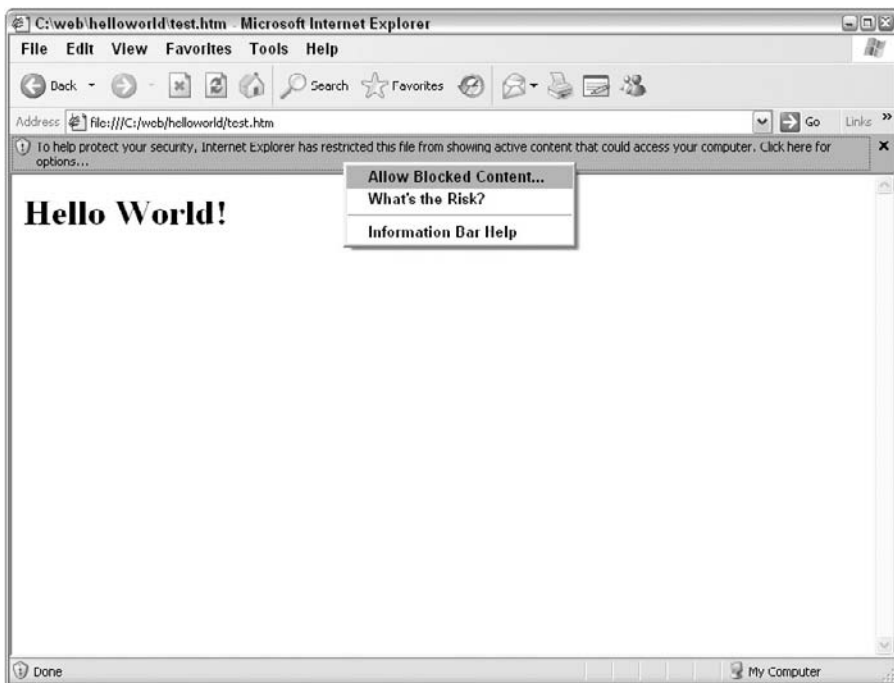 C:\web\helloworld\test.htm - Microsoft Internet Explorer
File Edit View Favorites Tools Help
Back Search Favorites
Address file:///C:/web/helloworld/test.htm Go Links »
To help protect your security, Internet Explorer has restricted this file from showing active content that could access your computer. Click here for
options...
Allow Blocked Content...
What's the Risk?
Information Bar Help
Hello World!
Done My Computer